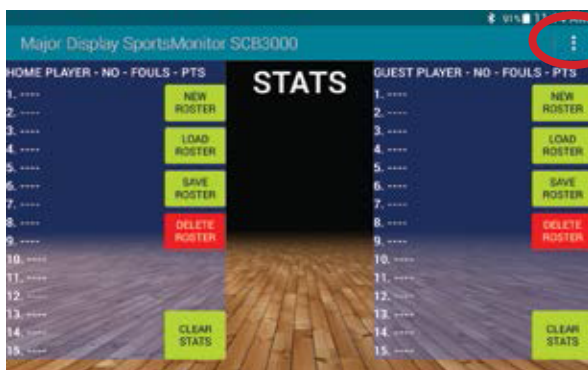 91%
Major Display SportsMonitor SCB3000
HOME PLAYER - NO - FOULS - PTS
STATS
GUEST PLAYER - NO - FOULS - PTS
1. ----
2. ----
3. ----
4. ----
5. ----
6. ----
7. ----
8. ----
9. ----
10. ----
11. ----
12. ----
13. ----
14. ----
15. ----
NEW
ROSTER
LOAD
ROSTER
SAVE
ROSTER
DELETE
ROSTER
CLEAR
STATS
1. ----
2. ----
3. ----
4. ----
5. ----
6. ----
7. ----
8. ----
9. ----
10. ----
11. ----
12. ----
13. ----
14. ----
15. ----
NEW
ROSTER
LOAD
ROSTER
SAVE
ROSTER
DELETE
ROSTER
CLEAR
STATS